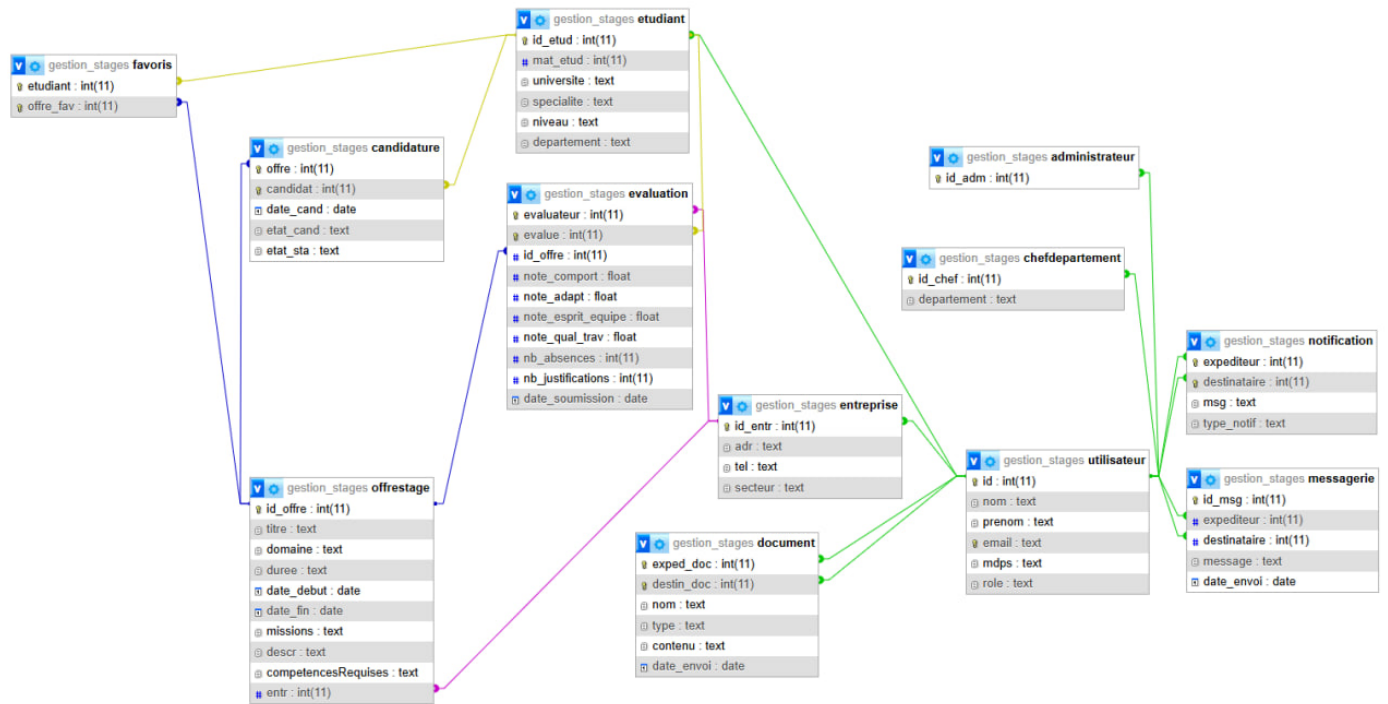 gestion_stages etudiant
id_etud : int(11)
mat_etud : int(11)
universite : text
specialite : text
niveau : text
departement : text
gestion_stages favoris
etudiant : int(11)
offre_fav : int(11)
gestion_stages candidature
offre : int(11)
candidat : int(11)
date_cand : date
etat_cand : text
etat_sta : text
gestion_stages evaluation
evaluateur : int(11)
evalue : int(11)
id_offre : int(11)
note_comport : float
note_adapt : float
note_esprit_equipe : float
note_qual_trav : float
nb_absences : int(11)
nb_justifications : int(11)
date_soumission : date
gestion_stages administrateur
id_adm : int(11)
gestion_stages chefdepartement
id_chef : int(11)
departement : text
gestion_stages notification
expediteur : int(11)
destinataire : int(11)
msg : text
type_notif : text
gestion_stages entreprise
id_entr : int(11)
adr : text
tel : text
secteur : text
gestion_stages utilisateur
id : int(11)
nom : text
prenom : text
email : text
mdps : text
role : text
gestion_stages messagerie
id_msg : int(11)
expediteur : int(11)
destinataire : int(11)
message : text
date_envoi : date
gestion_stages offrestage
id_offre : int(11)
titre : text
domaine : text
duree : text
date_debut : date
date_fin : date
missions : text
descr : text
competencesRequises : text
entr : int(11)
gestion_stages document
exped_doc : int(11)
destin_doc : int(11)
nom : text
type : text
contenu : text
date_envoi : date